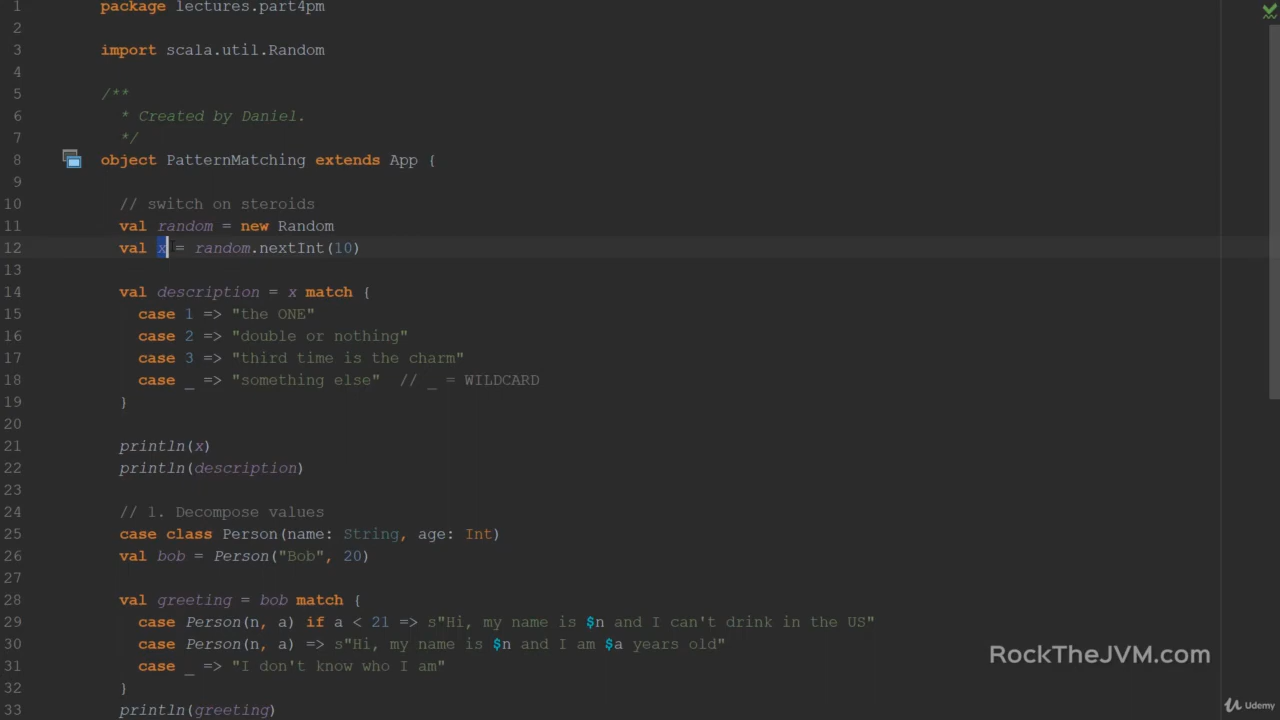 1 package lectures.part4pm
2
3 import scala.util.Random
4
5 /**
6 * Created by Daniel.
7 */
8 object PatternMatching extends App {
9
10 // switch on steroids
11 val random = new Random
12 val x = random.nextInt(10)
13
14 val description = x match {
15 case 1 => "the ONE"
16 case 2 => "double or nothing"
17 case 3 => "third time is the charm"
18 case _ => "something else" // _ = WILDCARD
19 }
20
21 println(x)
22 println(description)
23
24 // 1. Decompose values
25 case class Person(name: String, age: Int)
26 val bob = Person("Bob", 20)
27
28 val greeting = bob match {
29 case Person(n, a) if a < 21 => s"Hi, my name is $n and I can't drink in the US"
30 case Person(n, a) => s"Hi, my name is $n and I am $a years old"
31 case _ => "I don't know who I am"
32 }
33 println(greeting)
RockTheJVM.com
Udemy